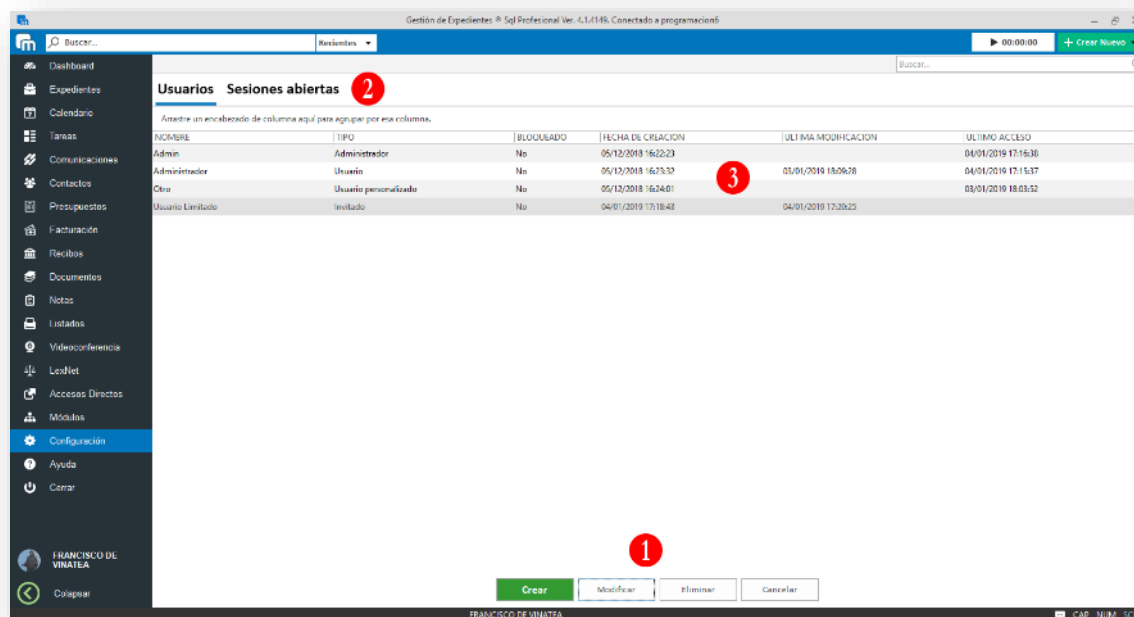 Gestión de Expedientes ® Sql Profesional Ver. 4.1.4149. Conectado a programacion6
Buscar... Recientes 00:00:00 + Crear Nuevo
Buscar...
Dashboard
Expedientes
Calendario
Tareas
Comunicaciones
Contactos
Presupuestos
Facturación
Recibos
Documentos
Notas
Listados
Videoconferencia
LexNet
Accesos Directos
Módulos
Configuración
Ayuda
Cerrar
FRANCISCO DE
VINATEA
Colapsar
Usuarios Sesiones abiertas 2
Arrastre un encabezado de columna aquí para agrupar por esa columna.
NOMBRE TIPO BLOQUEADO FECHA DE CREACION ULTIMA MODIFICACION ULTIMO ACCESO
Admin Administrador No 05/12/2018 16:22:23 04/01/2019 17:16:38
Administrador Usuario No 05/12/2018 16:23:32 03/01/2019 18:09:28 04/01/2019 17:15:37
3
Otro Usuario personalizado No 05/12/2018 16:24:01 03/01/2019 18:03:52
Usuario Limitado Invitado No 04/01/2019 17:18:43 04/01/2019 17:20:25
1
Crear Modificar Eliminar Cancelar
FRANCISCO DE VINATEA CAP NUM